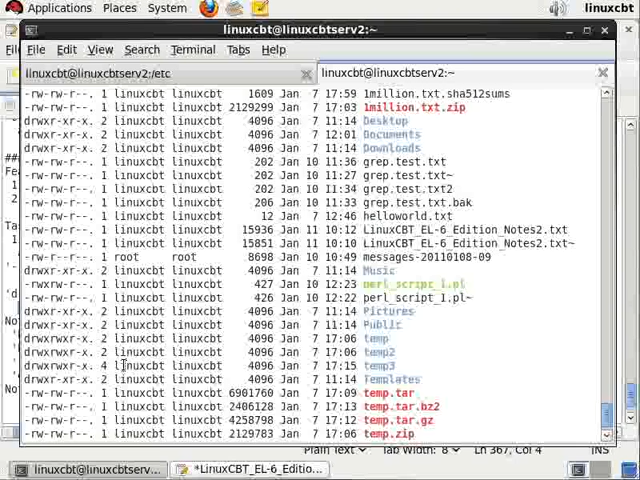 Applications Places System linuxcbt
linuxcbt@linuxcbtserv2:~
File Edit View Search Terminal Tabs Help
linuxcbt@linuxcbtserv2:/etc linuxcbt@linuxcbtserv2:~
-rw-rw-r--. 1 linuxcbt linuxcbt 1609 Jan 7 17:59 1million.txt.sha512sums
-rw-rw-r--. 1 linuxcbt linuxcbt 2129299 Jan 7 17:03 1million.txt.zip
drwxr-xr-x. 2 linuxcbt linuxcbt 4096 Jan 7 11:14 Desktop
drwxr-xr-x. 2 linuxcbt linuxcbt 4096 Jan 7 12:01 Documents
drwxr-xr-x. 2 linuxcbt linuxcbt 4096 Jan 7 11:14 Downloads
-rw-rw-r--. 1 linuxcbt linuxcbt 202 Jan 10 11:36 grep.test.txt
-rw-rw-r--. 1 linuxcbt linuxcbt 202 Jan 10 11:27 grep.test.txt~
-rw-rw-r--. 1 linuxcbt linuxcbt 202 Jan 10 11:34 grep.test.txt2
-rw-rw-r--. 1 linuxcbt linuxcbt 206 Jan 10 11:34 grep.test.txt.bak
-rw-rw-r--. 1 linuxcbt linuxcbt 12 Jan 7 12:46 helloworld.txt
-rw-rw-r--. 1 linuxcbt linuxcbt 15936 Jan 11 10:12 LinuxCBT_EL-6_Edition_Notes2.txt
-rw-rw-r--. 1 linuxcbt linuxcbt 15851 Jan 11 10:10 LinuxCBT_EL-6_Edition_Notes2.txt~
-rw-r--r--. 1 root root 8698 Jan 10 10:49 messages-20110108-09
drwxr-xr-x. 2 linuxcbt linuxcbt 4096 Jan 7 11:14 Music
-rwxrw-r--. 1 linuxcbt linuxcbt 427 Jan 10 12:23 perl_script_1.pl
-rw-rw-r--. 1 linuxcbt linuxcbt 426 Jan 10 12:22 perl_script_1.pl~
drwxr-xr-x. 2 linuxcbt linuxcbt 4096 Jan 7 11:14 Pictures
drwxr-xr-x. 2 linuxcbt linuxcbt 4096 Jan 7 11:14 Public
drwxrwxr-x. 2 linuxcbt linuxcbt 4096 Jan 7 17:06 temp
drwxrwxr-x. 2 linuxcbt linuxcbt 4096 Jan 7 17:06 temp2
drwxrwxr-x. 4 linuxcbt linuxcbt 4096 Jan 7 17:15 temp3
drwxr-xr-x. 2 linuxcbt linuxcbt 4096 Jan 7 11:14 Templates
-rw-rw-r--. 1 linuxcbt linuxcbt 6901760 Jan 7 17:09 temp.tar
-rw-rw-r--. 1 linuxcbt linuxcbt 2406128 Jan 7 17:13 temp.tar.bz2
-rw-rw-r--. 1 linuxcbt linuxcbt 4258798 Jan 7 17:12 temp.tar.gz
-rw-rw-r--. 1 linuxcbt linuxcbt 2129783 Jan 7 17:06 temp.zip
Plain Text Tab Width: 8 Ln 367, Col 4 INS
linuxcbt@linuxcbtserv... *LinuxCBT_EL-6_Editio...